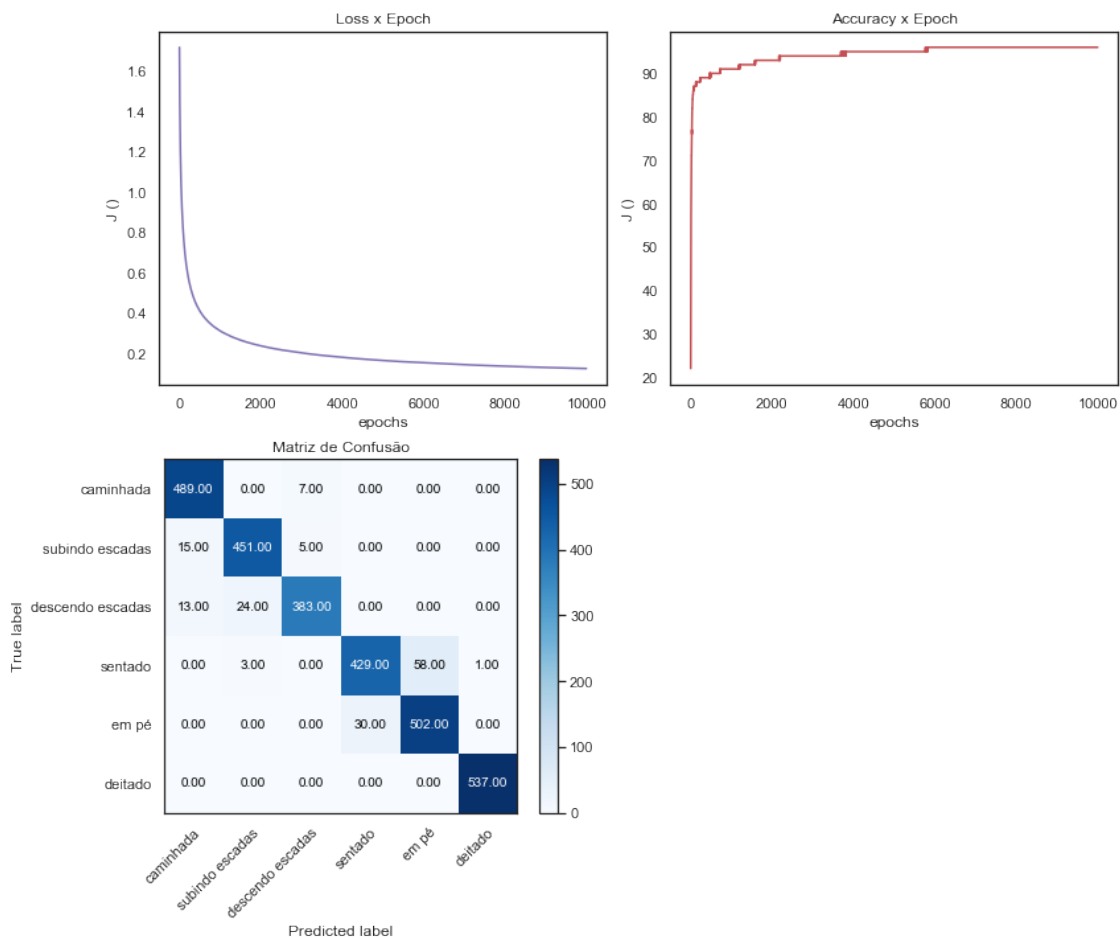 Loss x Epoch
1.6
1.4
1.2
1.0
0.8
0.6
0.4
0.2
J ()
0 2000 4000 6000 8000 10000
epochs
Accuracy x Epoch
90
80
70
60
50
40
30
20
J ()
0 2000 4000 6000 8000 10000
epochs
Matriz de Confusão
True label
caminhada 489.00 0.00 7.00 0.00 0.00 0.00
subindo escadas 15.00 451.00 5.00 0.00 0.00 0.00
descendo escadas 13.00 24.00 383.00 0.00 0.00 0.00
sentado 0.00 3.00 0.00 429.00 58.00 1.00
em pé 0.00 0.00 0.00 30.00 502.00 0.00
deitado 0.00 0.00 0.00 0.00 0.00 537.00
caminhada
subindo escadas
descendo escadas
sentado
em pé
deitado
Predicted label
500
400
300
200
100
0